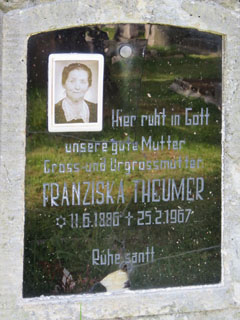 Hier ruht in Gott
unsere gute Mutter
Gross- und Urgrossmutter
FRANZISKA THEUMER
☆ 11.6.1886 ✝ 25.2.1967
Ruhe sanft